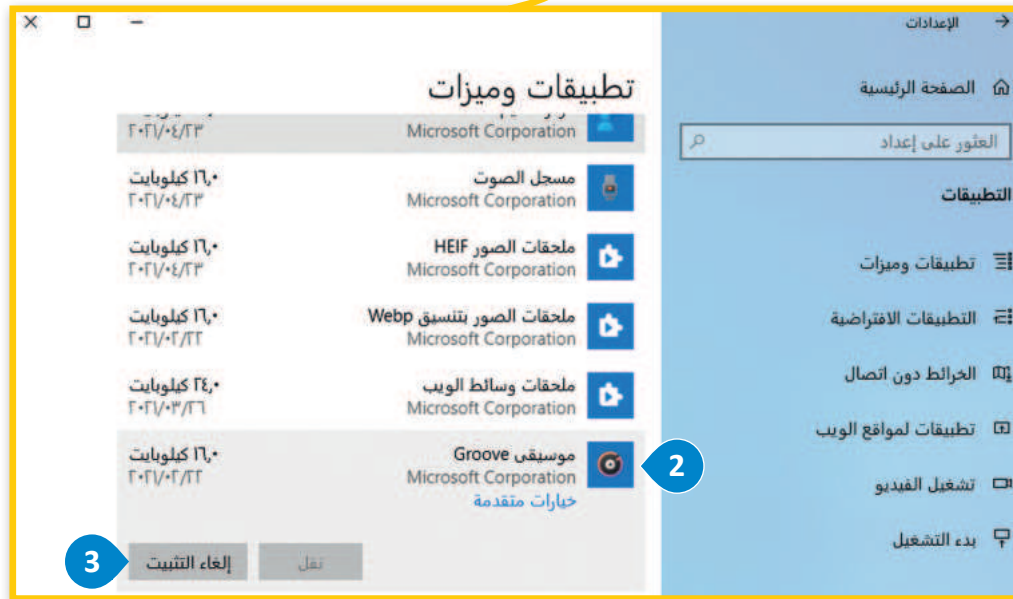 الإعدادات
الصفحة الرئيسية
العثور على إعداد
التطبيقات
تطبيقات وميزات
التطبيقات الافتراضية
الخرائط دون اتصال
تطبيقات لمواقع الويب
تشغيل الفيديو
بدء التشغيل
تطبيقات وميزات
Microsoft Corporation
٢٠٢١/٠٤/٢٣
مسجل الصوت
١٦,٠ كيلوبايت
Microsoft Corporation
٢٠٢١/٠٤/٢٣
ملحقات الصور HEIF
١٦,٠ كيلوبايت
Microsoft Corporation
٢٠٢١/٠٤/٢٣
ملحقات الصور بتنسيق Webp
١٦,٠ كيلوبايت
Microsoft Corporation
٢٠٢١/٠٢/٢٢
ملحقات وسائط الويب
٢٤,٠ كيلوبايت
Microsoft Corporation
٢٠٢١/٠٣/٢٦
موسيقى Groove
١٦,٠ كيلوبايت
Microsoft Corporation
٢٠٢١/٠٢/٢٢
خيارات متقدمة
2
نقل
إلغاء التثبيت
3